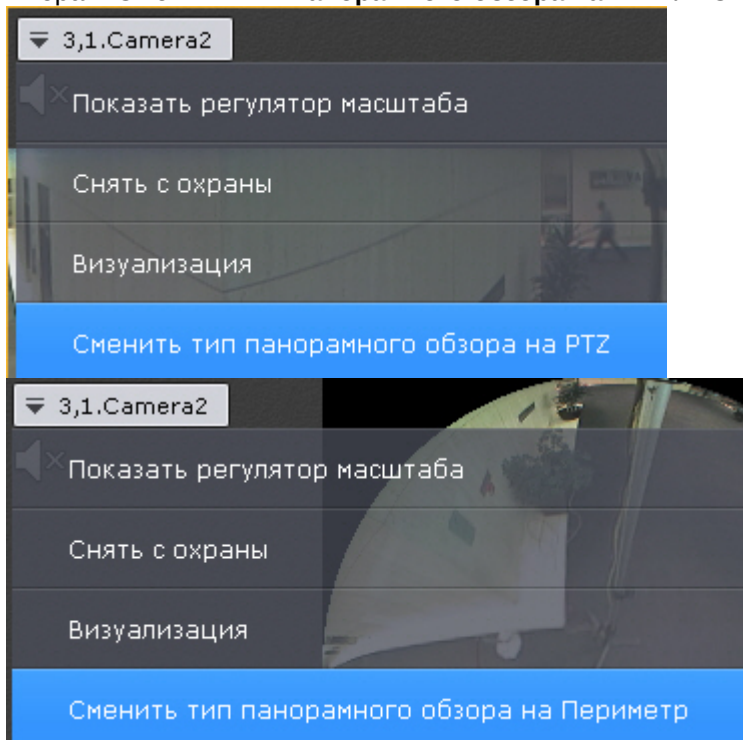 3,1.Camera2
Показать регулятор масштаба
Снять с охраны
Визуализация
Сменить тип панорамного обзора на PTZ
3,1.Camera2
Показать регулятор масштаба
Снять с охраны
Визуализация
Сменить тип панорамного обзора на Периметр